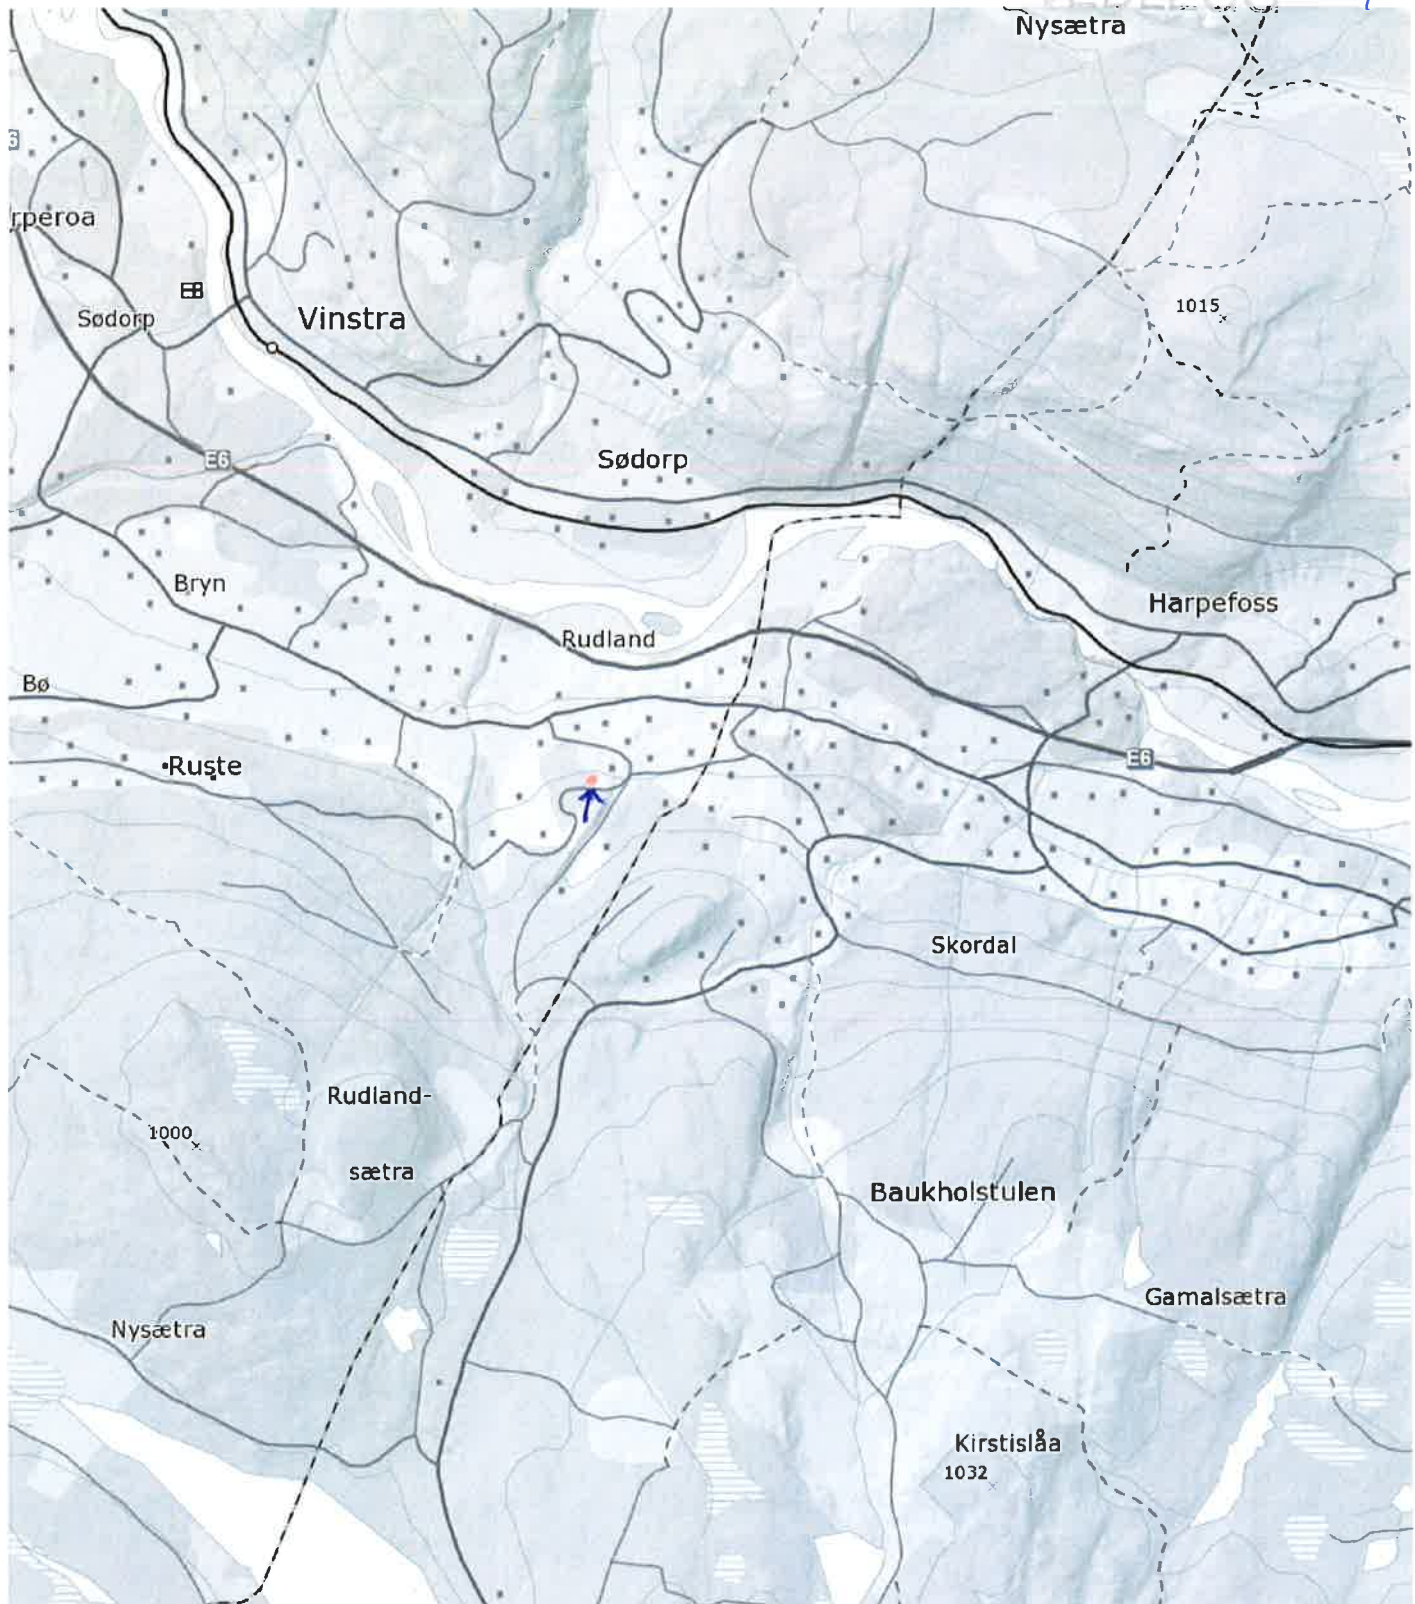 Nysætra
6
rperoa
1015
Sødorp
Vinstra
E6
Sødorp
Bryn
Harpefoss
Rudland
Bø
E6
Ruste
Skordal
Rudland-
sætra
1000
Baukholstulen
Gamalsætra
Nysætra
Kirstislåa
1032